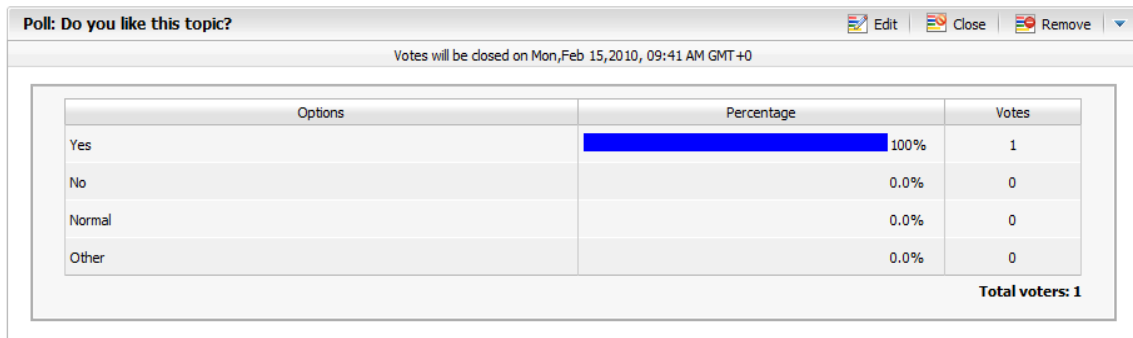 Poll: Do you like this topic? Edit Close Remove
Votes will be closed on Mon,Feb 15,2010, 09:41 AM GMT+0
Options Percentage Votes
Yes 100% 1
No 0.0% 0
Normal 0.0% 0
Other 0.0% 0
Total voters: 1